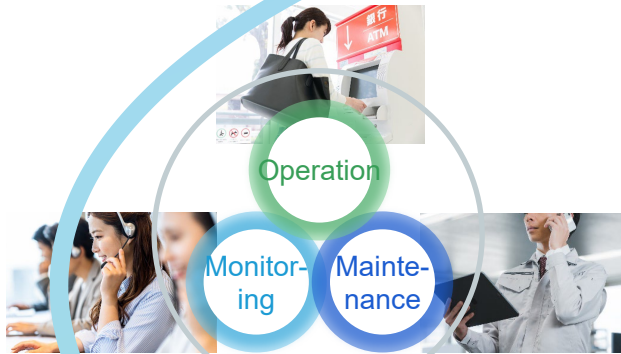 銀行
ATM
Operation
Monitor-
ing
Mainte-
nance